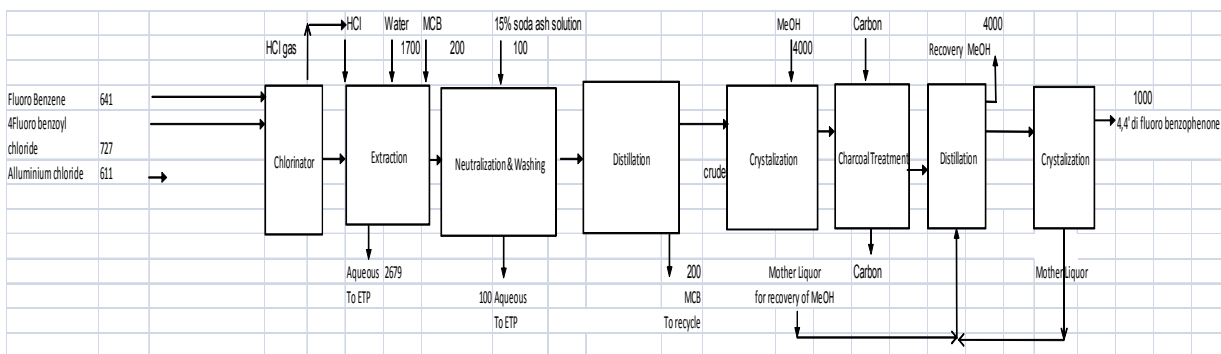 HCl Water MCB 15% soda ash solution MeOH Carbon 4000
HCl gas 1700 200 100 4000 Recovery MeOH
Fluoro Benzene 641
4Fluoro benzoyl
chloride 727
Alluminium chloride 611
1000
4,4' di fluoro benzophenone
Chlorinator
Extraction
Neutralization & Washing
Distillation
crude
Crystalization
Charcoal Treatment
Distillation
Crystalization
Aqueous 2679
To ETP
100 Aqueous
To ETP
200
MCB
To recycle
Mother Liquor
for recovery of MeOH
Carbon
Mother Liquor